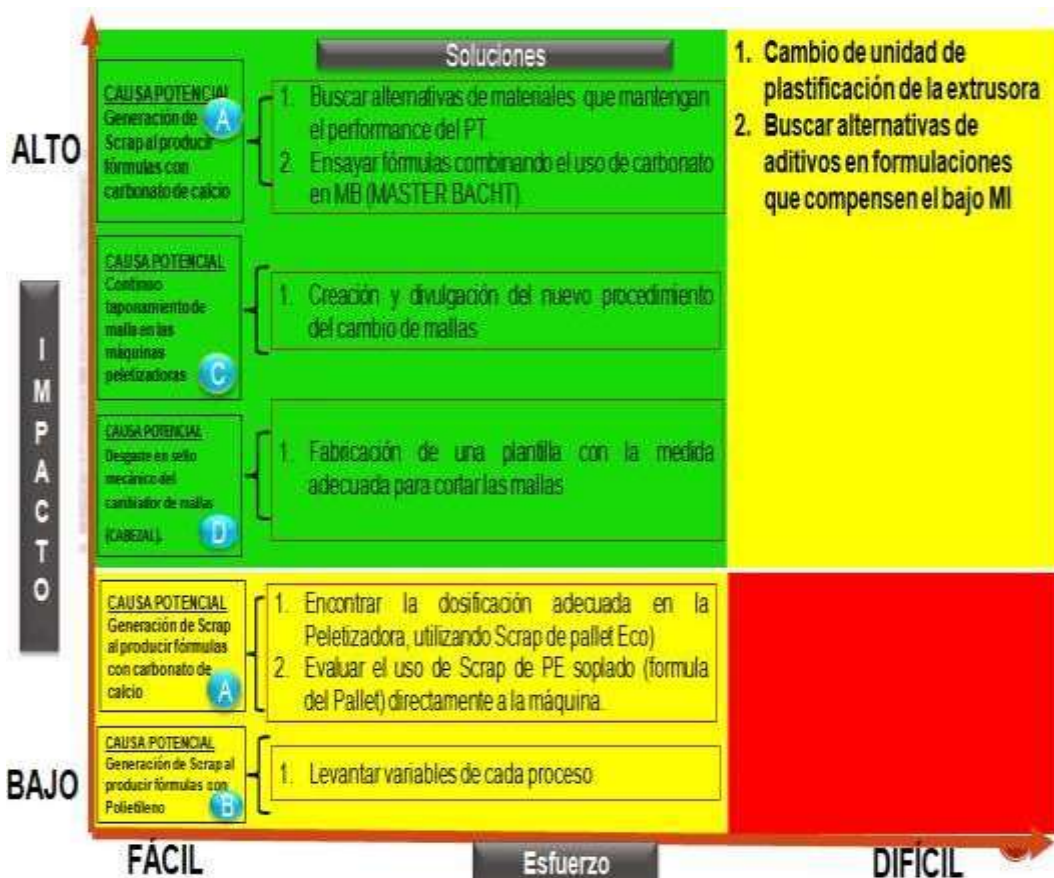 Soluciones
ALTO
IMPACTO
BAJO
CAUSA POTENCIAL
Generación de
Scrap al producir
fórmulas con
carbonato de calcio
A
1. Buscar alternativas de materiales que mantengan
el performance del PT.
2. Ensayar fórmulas combinando el uso de carbonato
en MB (MASTER BACHT)
CAUSA POTENCIAL
Continuo
taponamiento de
malla en las
máquinas
peletizadoras
C
1. Creación y divulgación del nuevo procedimiento
del cambio de mallas
CAUSA POTENCIAL
Desgaste en sello
mecánico del
cambiador de mallas
(CABEZAL).
D
1. Fabricación de una plantilla con la medida
adecuada para cortar las mallas
CAUSA POTENCIAL
Generación de Scrap
al producir fórmulas
con carbonato de
calcio
A
1. Encontrar la dosificación adecuada en la
Peletizadora, utilizando Scrap de pallet Eco)
2. Evaluar el uso de Scrap de PE soplado (formula
del Pallet) directamente a la máquina.
CAUSA POTENCIAL
Generación de Scrap al
producir fórmulas con
Polietileno
B
1. Levantar variables de cada proceso
1. Cambio de unidad de
plastificación de la extrusora
2. Buscar alternativas de
aditivos en formulaciones
que compensen el bajo MI
FÁCIL
Esfuerzo
DIFÍCIL